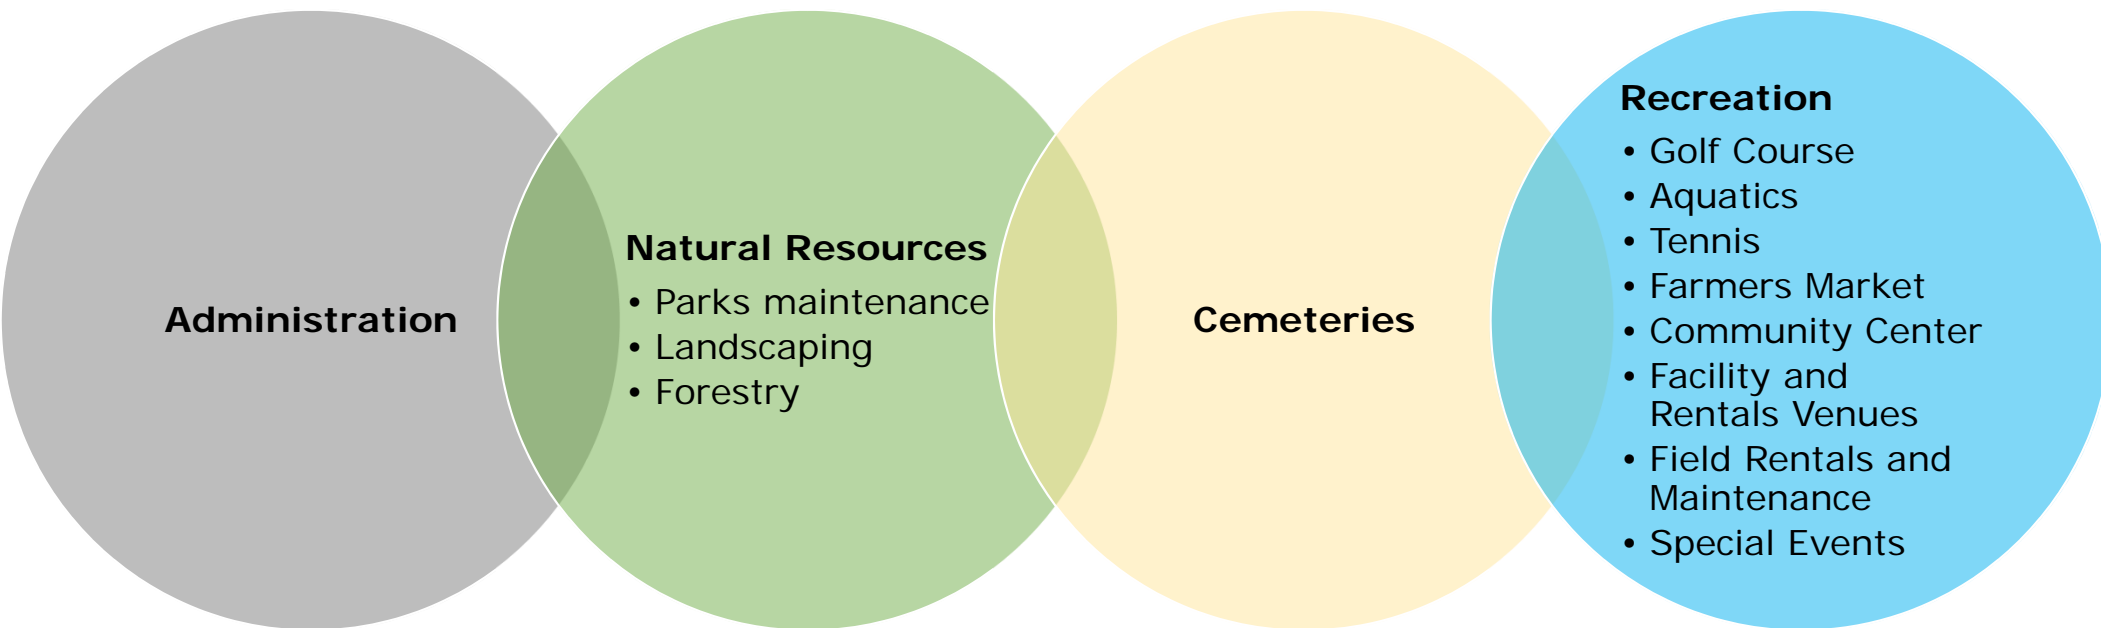 Administration
Natural Resources
• Parks maintenance
• Landscaping
• Forestry
Cemeteries
Recreation
• Golf Course
• Aquatics
• Tennis
• Farmers Market
• Community Center
• Facility and
Rentals Venues
• Field Rentals and
Maintenance
• Special Events